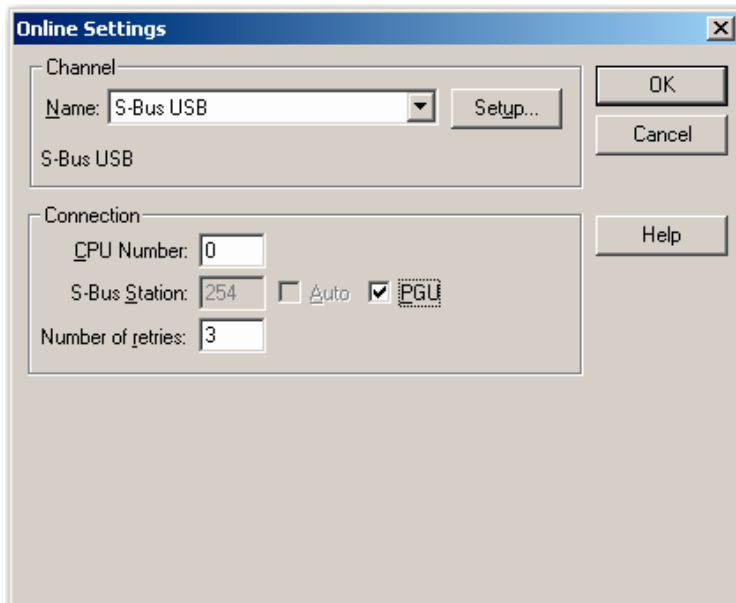 Online Settings
Channel
Name: S-Bus USB Setup...
S-Bus USB
OK
Cancel
Connection
CPU Number: 0
S-Bus Station: 254 Auto PGU
Number of retries: 3
Help